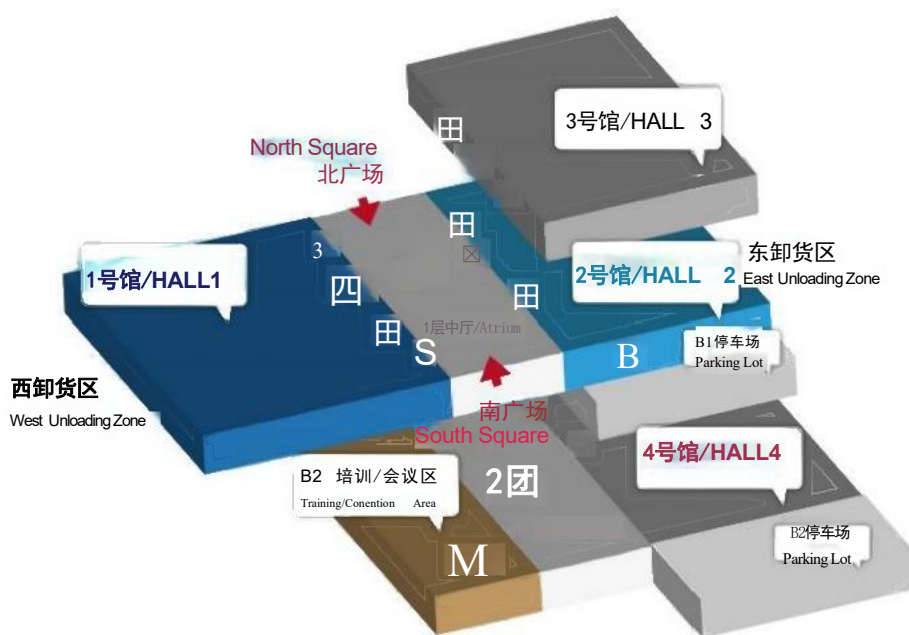 3号馆/HALL 3
田
North Square
北广场
田
3
1号馆/HALL1
2号馆/HALL 2
东卸货区
East Unloading Zone
四
田
田
1层中厅/Atrium
S
B
B1停车场
Parking Lot
西卸货区
West Unloading Zone
南广场
South Square
4号馆/HALL4
B2 培训/会议区
Training/Conention Area
2团
B2停车场
Parking Lot
M